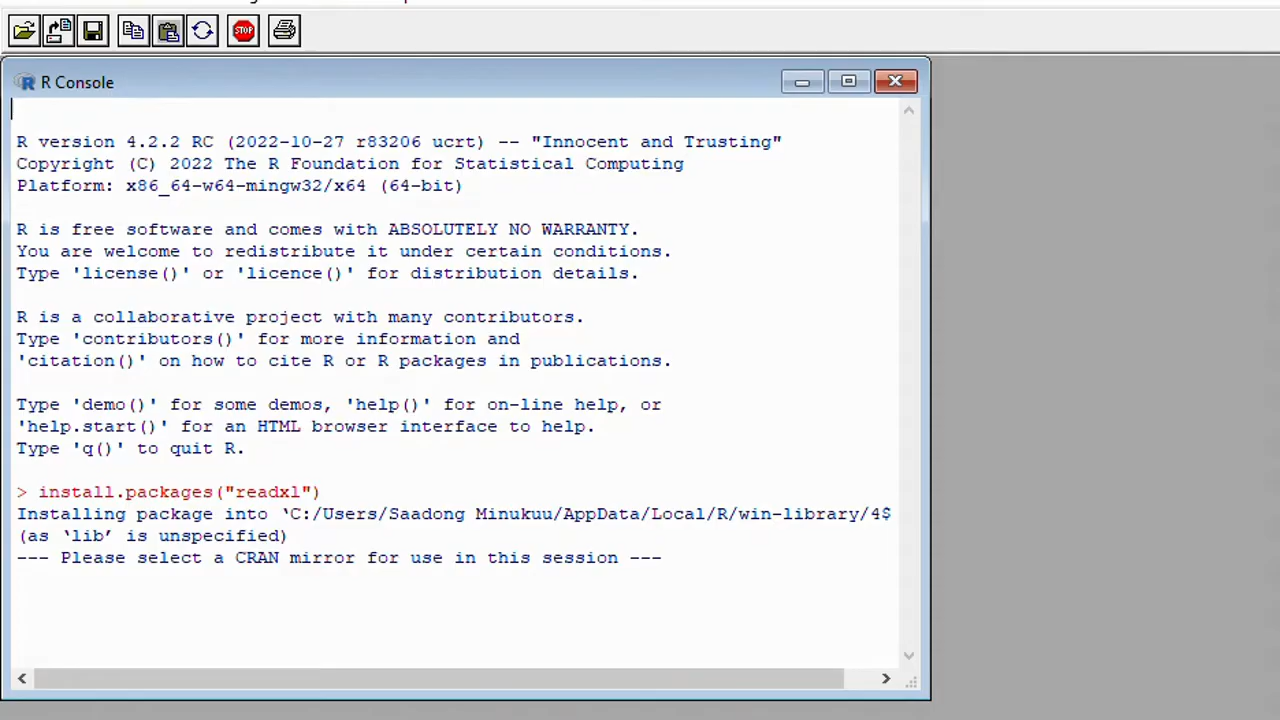 STOP
R Console
R version 4.2.2 RC (2022-10-27 r83206 ucrt) -- "Innocent and Trusting"
Copyright (C) 2022 The R Foundation for Statistical Computing
Platform: x86_64-w64-mingw32/x64 (64-bit)
R is free software and comes with ABSOLUTELY NO WARRANTY.
You are welcome to redistribute it under certain conditions.
Type 'license()' or 'licence()' for distribution details.
R is a collaborative project with many contributors.
Type 'contributors()' for more information and
'citation()' on how to cite R or R packages in publications.
Type 'demo()' for some demos, 'help()' for on-line help, or
'help.start()' for an HTML browser interface to help.
Type 'q()' to quit R.
> install.packages("readxl")
Installing package into ‘C:/Users/Saadong Minukuu/AppData/Local/R/win-library/4$
(as ‘lib’ is unspecified)
--- Please select a CRAN mirror for use in this session ---